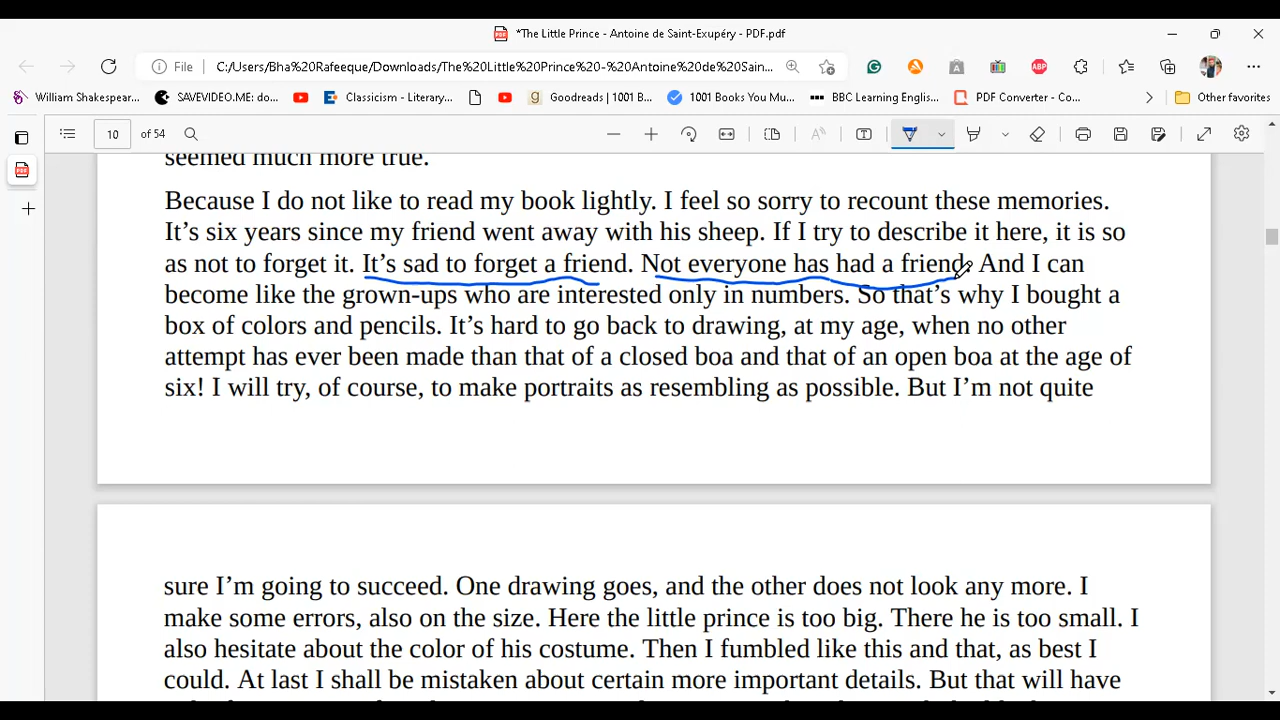 *The Little Prince - Antoine de Saint-Exupéry - PDF.pdf
File C:/Users/Bha%20Rafeeque/Downloads/The%20Little%20Prince%20-%20Antoine%20de%20Sain...
William Shakespear... SAVEVIDEO.ME: do... Classicism - Literary... Goodreads | 1001 B... 1001 Books You Mu... BBC Learning Englis... PDF Converter - Co... Other favorites
10 of 54
seemed much more true.
Because I do not like to read my book lightly. I feel so sorry to recount these memories.
It’s six years since my friend went away with his sheep. If I try to describe it here, it is so
as not to forget it. It’s sad to forget a friend. Not everyone has had a friend. And I can
become like the grown-ups who are interested only in numbers. So that’s why I bought a
box of colors and pencils. It’s hard to go back to drawing, at my age, when no other
attempt has ever been made than that of a closed boa and that of an open boa at the age of
six! I will try, of course, to make portraits as resembling as possible. But I’m not quite
sure I’m going to succeed. One drawing goes, and the other does not look any more. I
make some errors, also on the size. Here the little prince is too big. There he is too small. I
also hesitate about the color of his costume. Then I fumbled like this and that, as best I
could. At last I shall be mistaken about certain more important details. But that will have